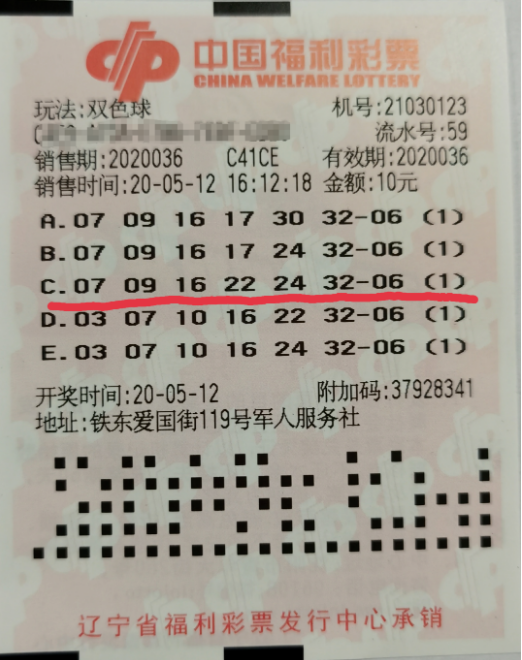 中国福利彩票
CHINA WELFARE LOTTERY
玩法:双色球 机号:21030123
流水号:59
销售期:2020036 C41CE 有效期:2020036
销售时间:20-05-12 16:12:18 金额:10元
A.07 09 16 17 30 32-06 (1)
B.07 09 16 17 24 32-06 (1)
C.07 09 16 22 24 32-06 (1)
D.03 07 10 16 22 32-06 (1)
E.03 07 10 16 24 32-06 (1)
开奖时间:20-05-12 附加码:37928341
地址:铁东爱国街119号军人服务社
辽宁省福利彩票发行中心承销